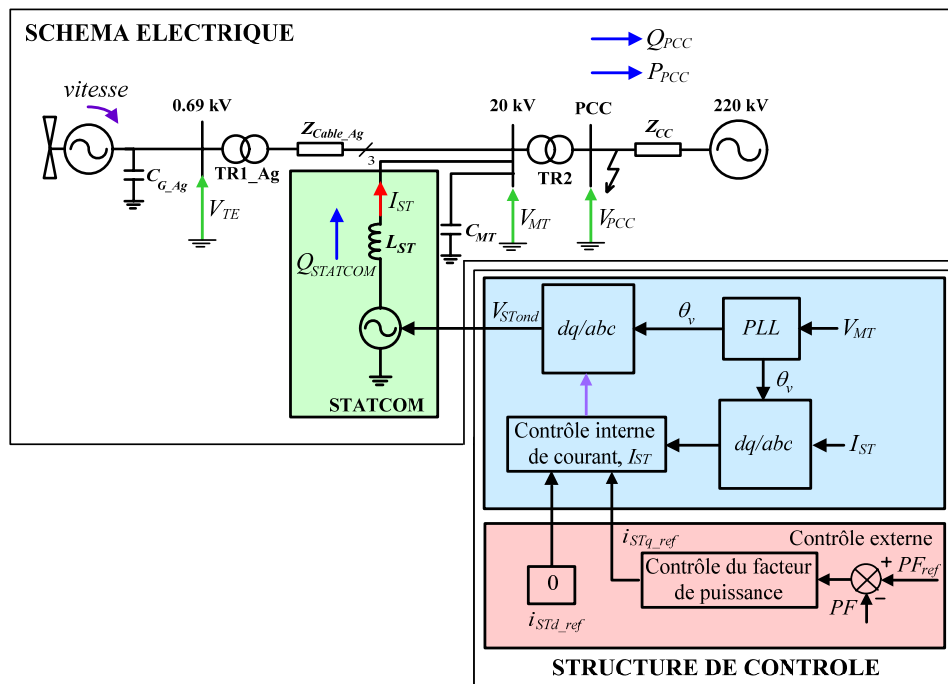 SCHEMA ELECTRIQUE
Q_PCC
P_PCC
vitesse
0.69 kV
20 kV
PCC
220 kV
Z_Cable_Ag
Z_CC
3
TR1_Ag
TR2
C_G_Ag
V_TE
I_ST
L_ST
Q_STATCOM
C_MT
V_MT
V_PCC
STATCOM
V_STond
dq/abc
θ_v
PLL
V_MT
θ_v
Contrôle interne
de courant, I_ST
dq/abc
I_ST
i_STq_ref
Contrôle externe
Contrôle du facteur
de puissance
+
PF_ref
−
PF
0
i_STd_ref
STRUCTURE DE CONTROLE